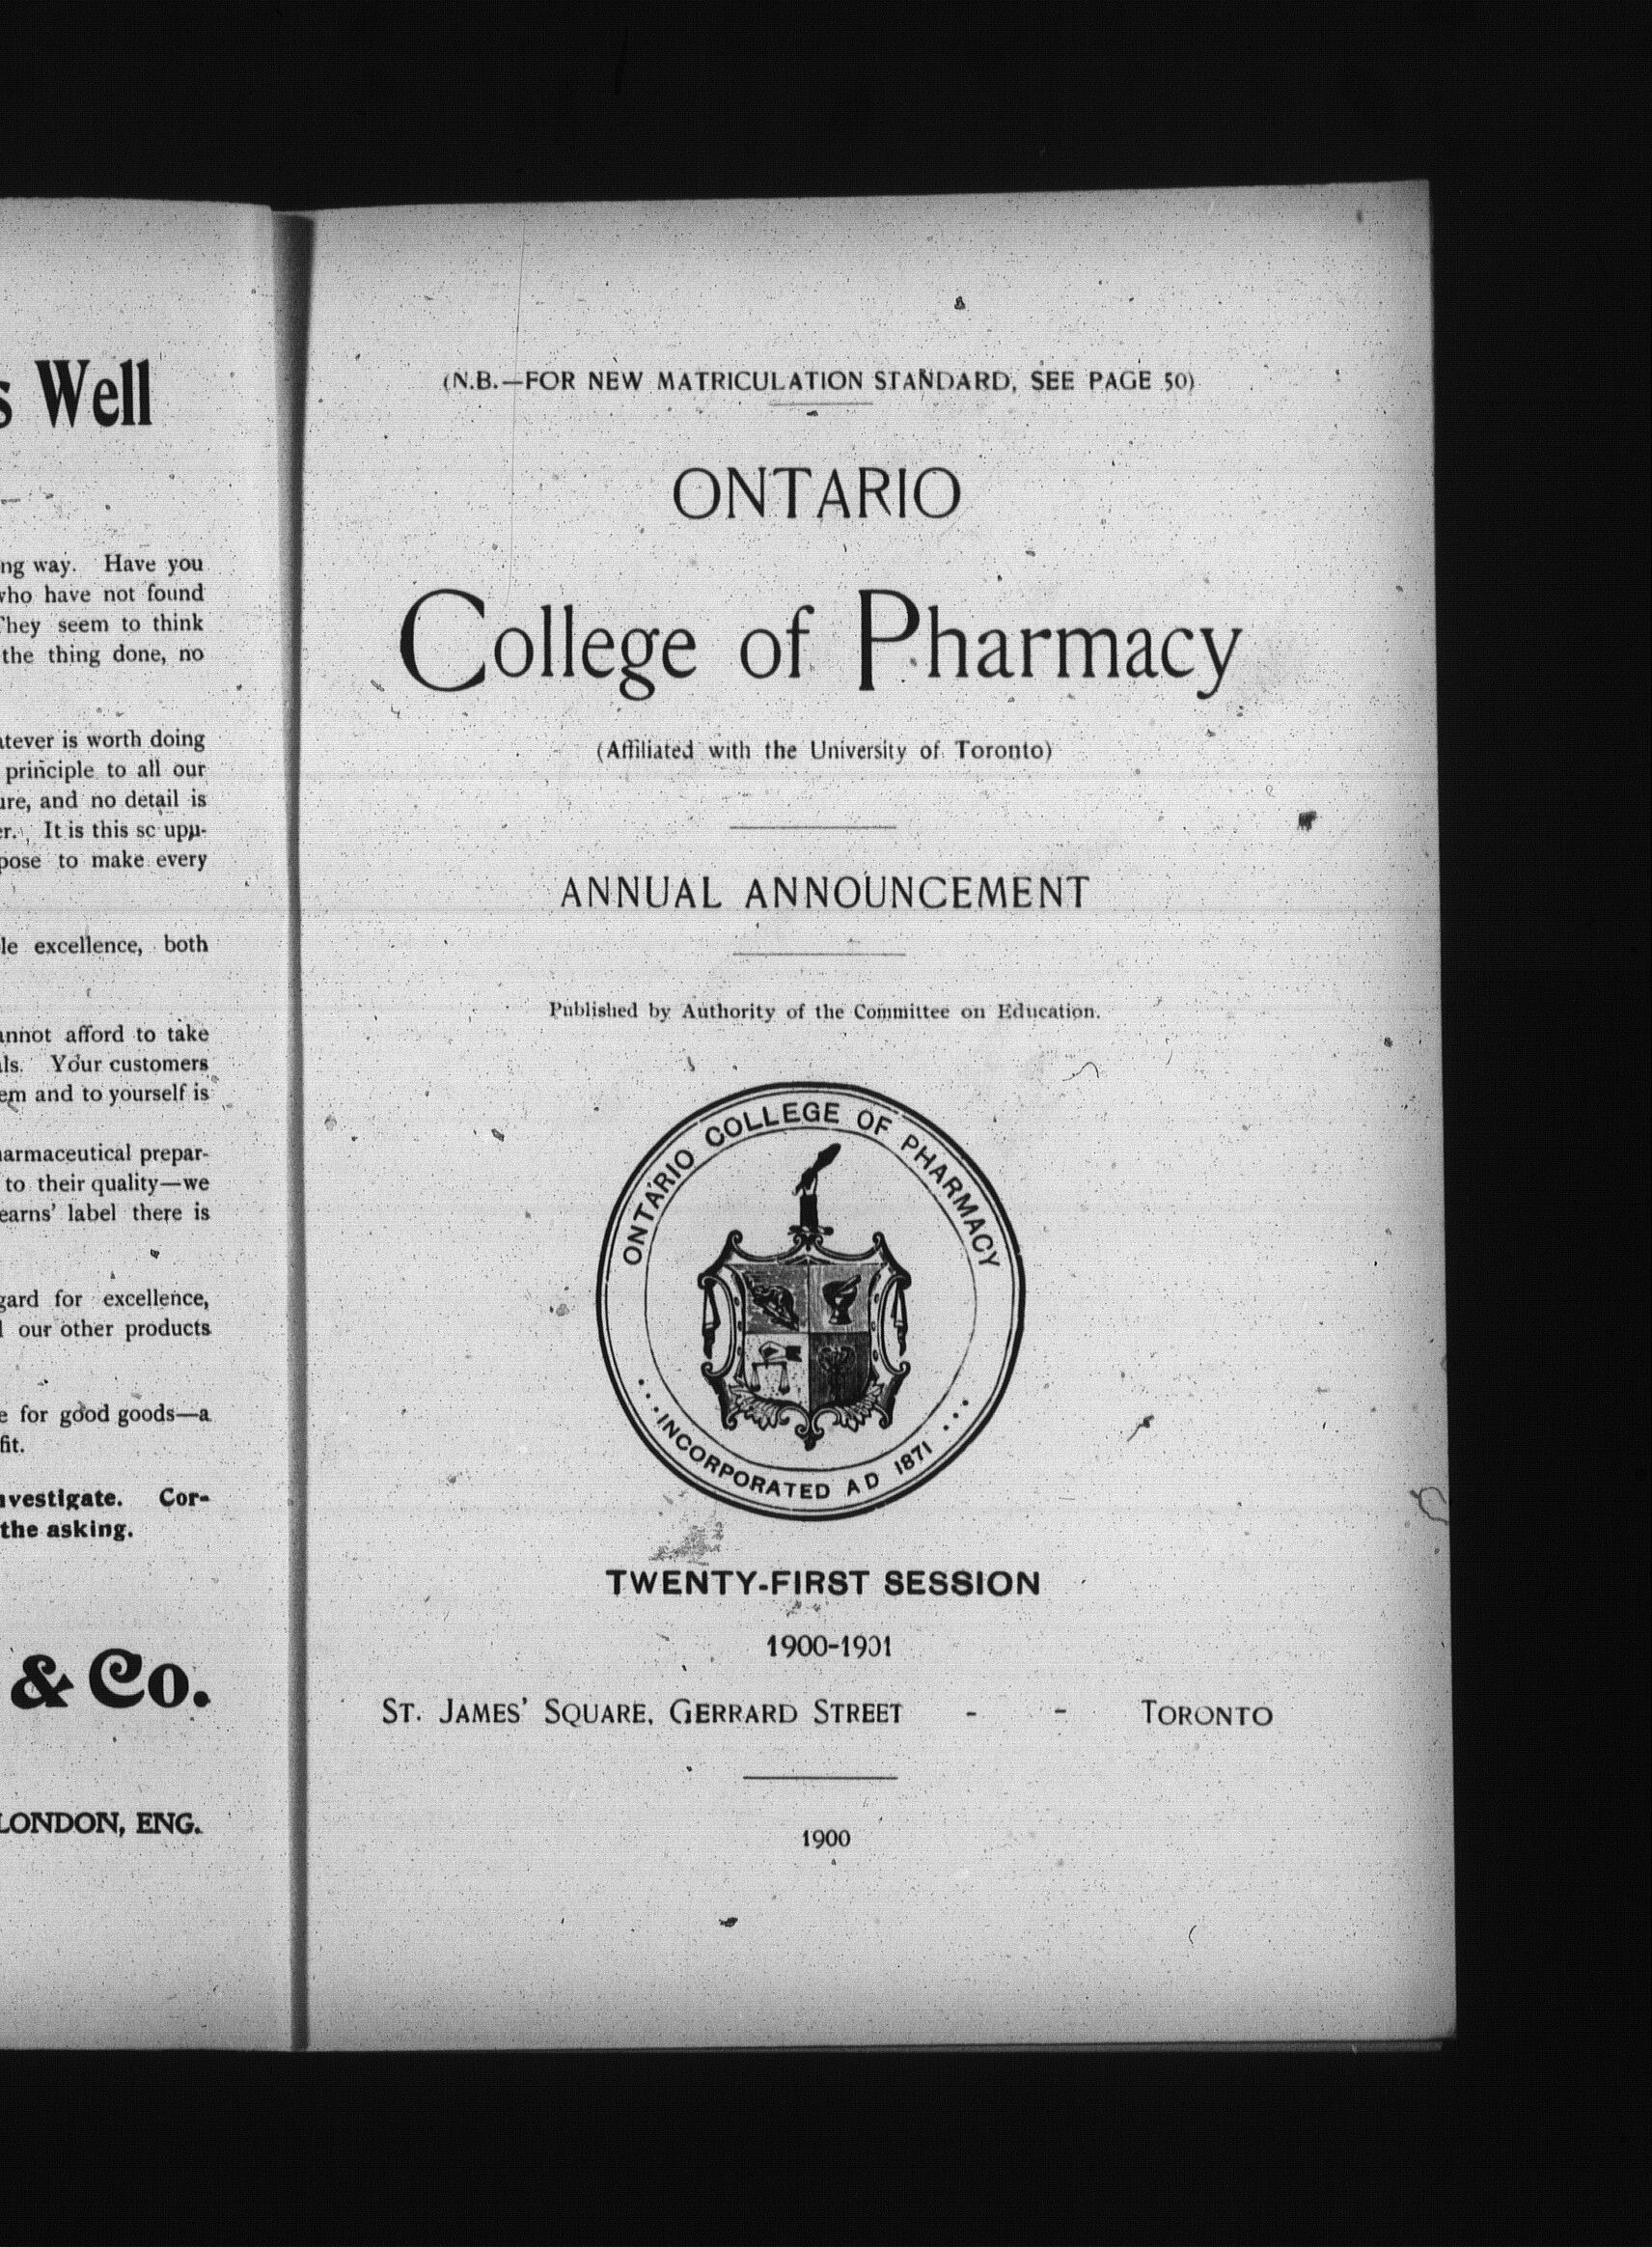 s Well
ng way. Have you
who have not found
They seem to think
the thing done, no
atever is worth doing
principle to all our
ure, and no detail is
er. It is this sc upu-
pose to make every
le excellence, both
annot afford to take
ls. Your customers
em and to yourself is
armaceutical prepar-
to their quality—we
earns' label there is
gard for excellence,
our other products
e for good goods—a
fit.
nvestigate. Cor-
the asking.
& Co.
LONDON, ENG.
(N.B.—FOR NEW MATRICULATION STANDARD, SEE PAGE 50)
ONTARIO
College of Pharmacy
(Affiliated with the University of Toronto)
ANNUAL ANNOUNCEMENT
Published by Authority of the Committee on Education.
ONTARIO COLLEGE OF PHARMACY
INCORPORATED AD 1871
TWENTY-FIRST SESSION
1900-1901
ST. JAMES' SQUARE, GERRARD STREET - - TORONTO
1900